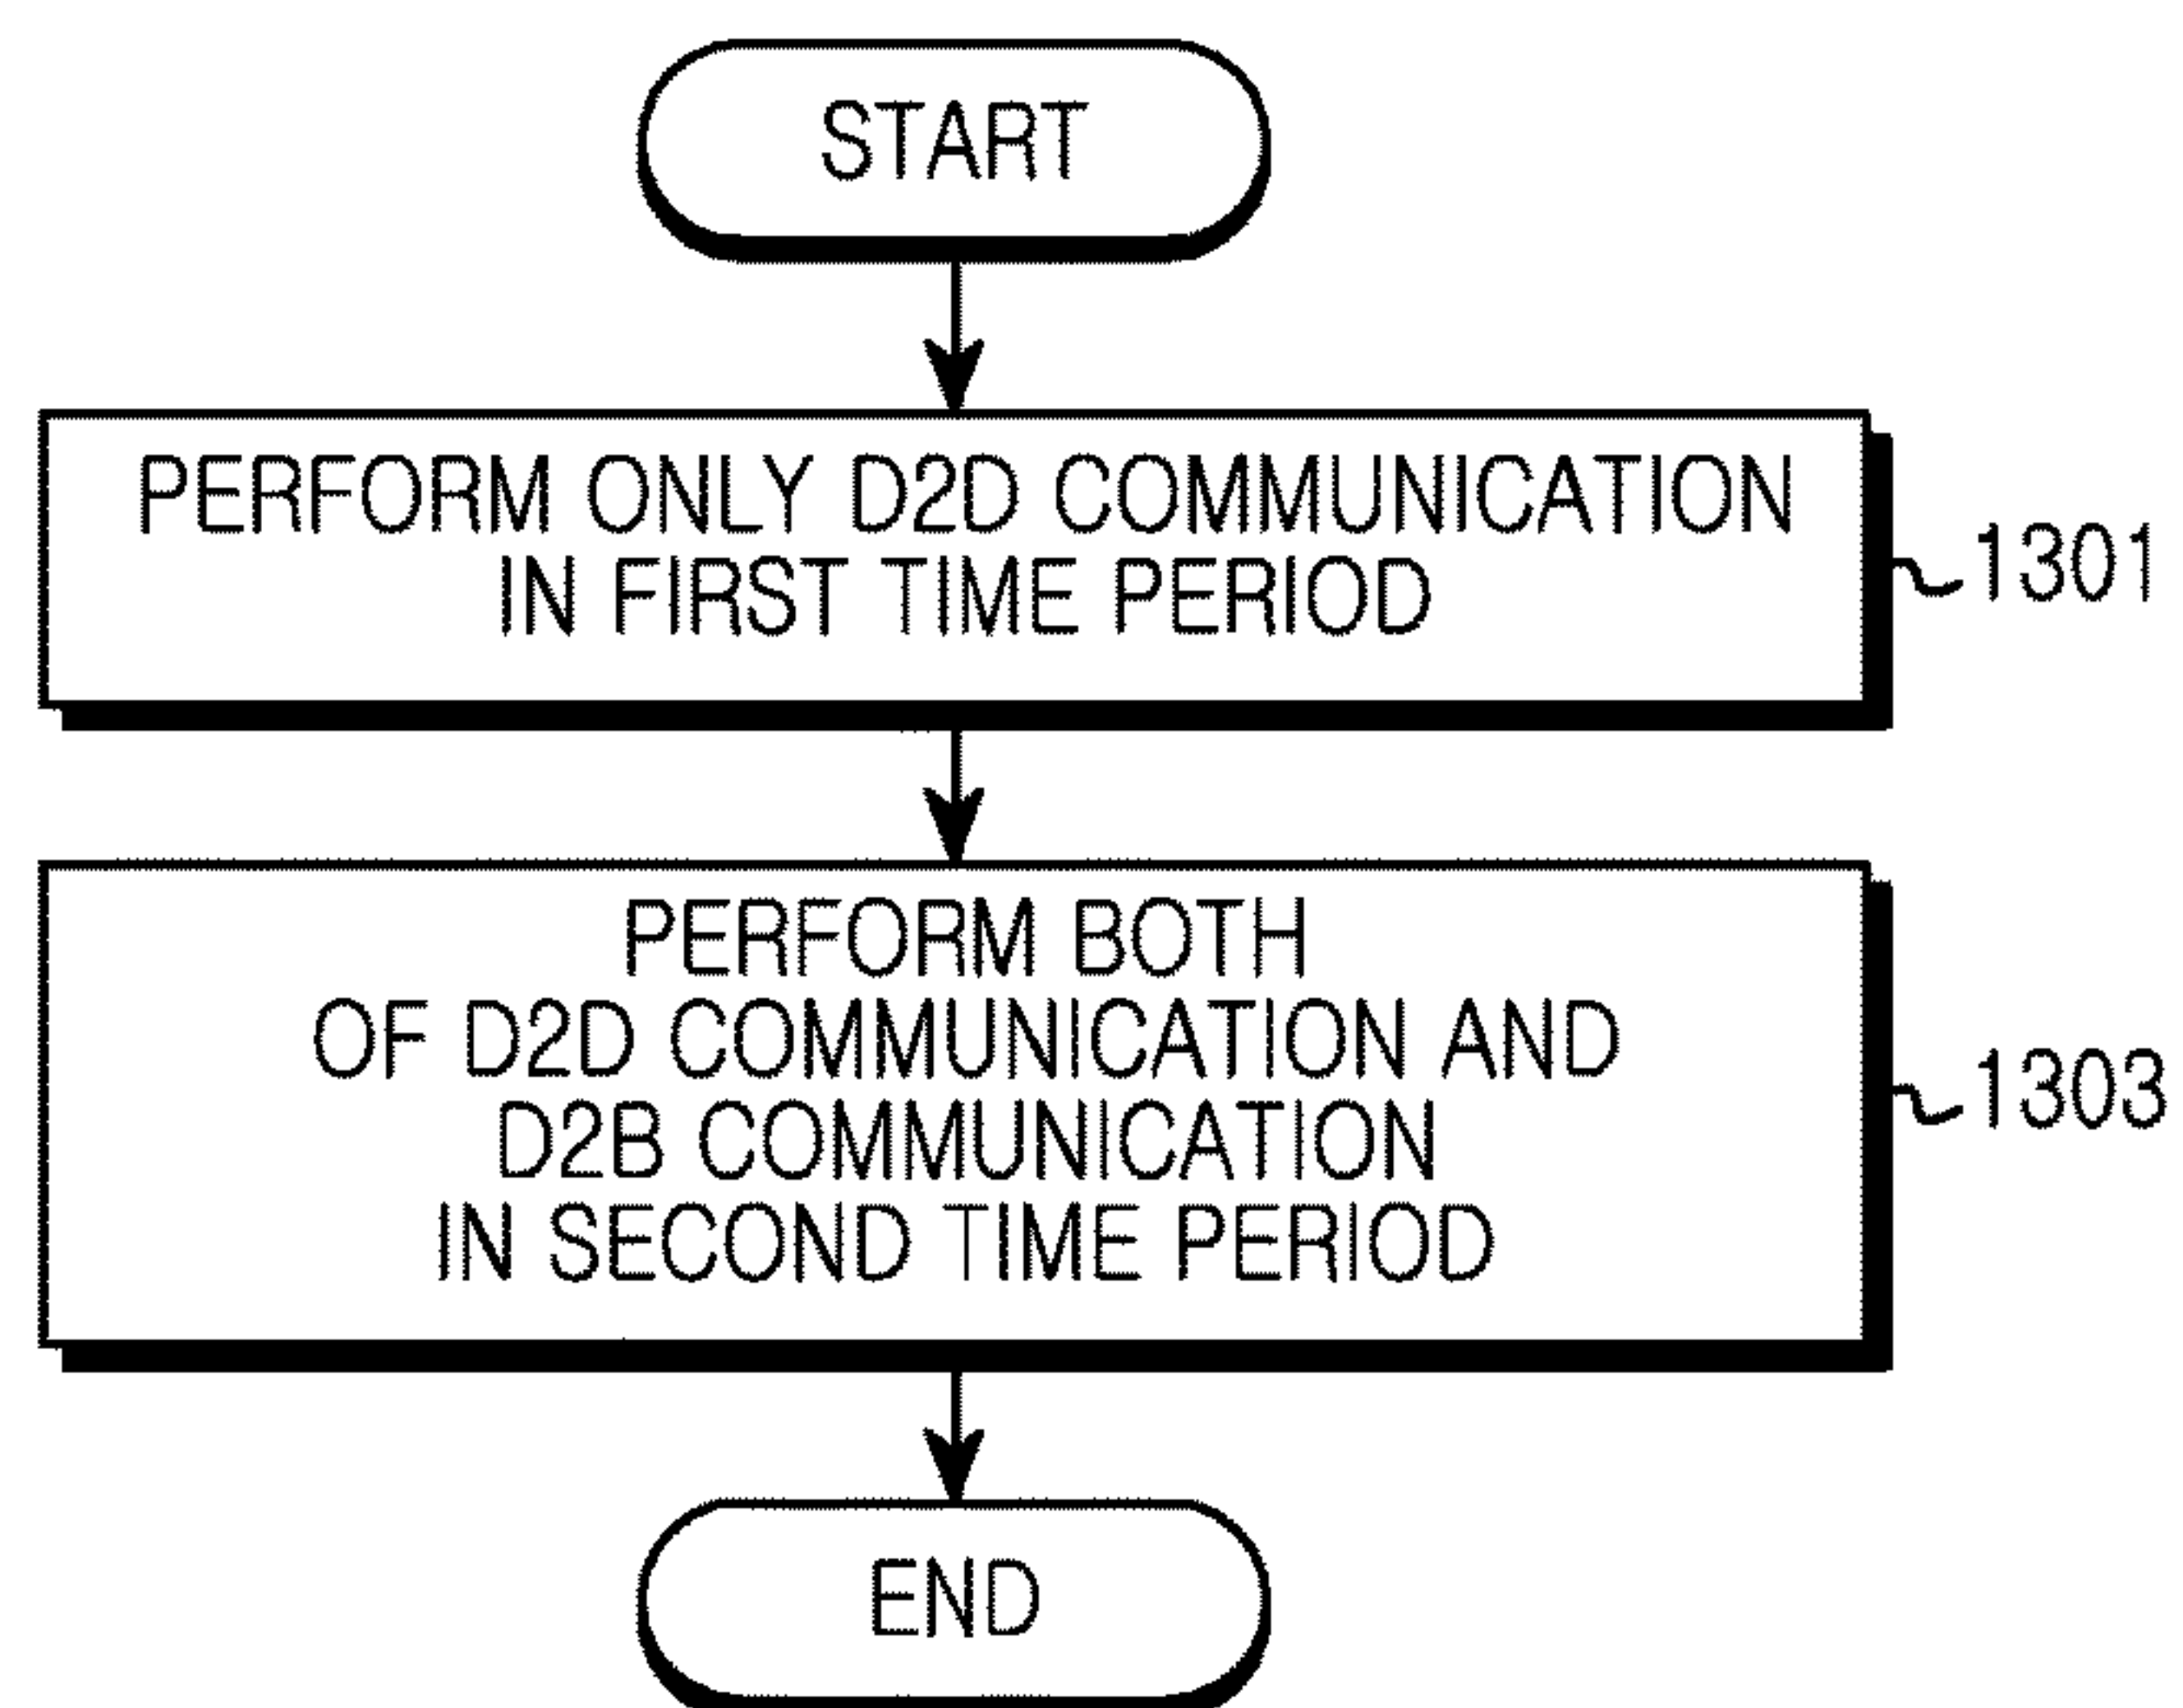 START
PERFORM ONLY D2D COMMUNICATION
IN FIRST TIME PERIOD
1301
PERFORM BOTH
OF D2D COMMUNICATION AND
D2B COMMUNICATION
IN SECOND TIME PERIOD
1303
END